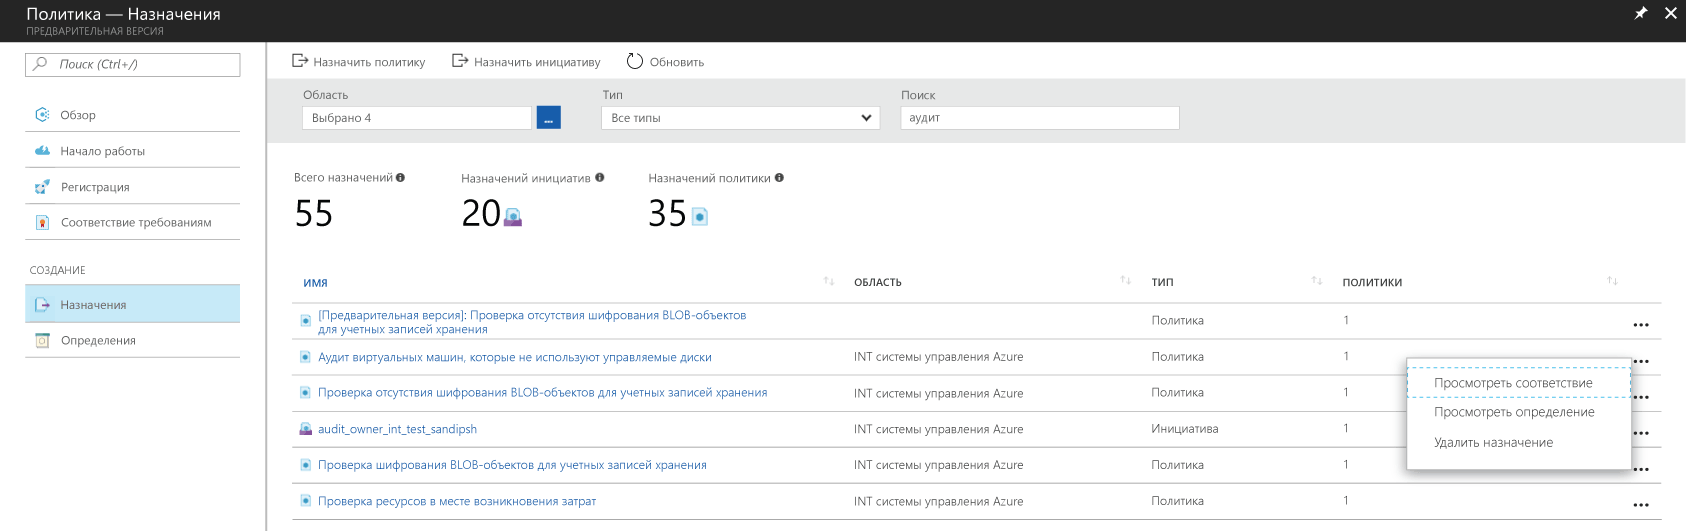 Политика — Назначения
ПРЕДВАРИТЕЛЬНАЯ ВЕРСИЯ
Поиск (Ctrl+/)
Обзор
Начало работы
Регистрация
Соответствие требованиям
СОЗДАНИЕ
Назначения
Определения
Назначить политику Назначить инициативу Обновить
Область Тип Поиск
Выбрано 4 ... Все типы аудит
Всего назначений Назначений инициатив Назначений политики
55 20 35
ИМЯ ОБЛАСТЬ ТИП ПОЛИТИКИ
[Предварительная версия]: Проверка отсутствия шифрования BLOB-объектов
для учетных записей хранения Политика 1
Аудит виртуальных машин, которые не используют управляемые диски INT системы управления Azure Политика 1
Проверка отсутствия шифрования BLOB-объектов для учетных записей хранения INT системы управления Azure Политика 1
audit_owner_int_test_sandipsh INT системы управления Azure Инициатива 1
Проверка шифрования BLOB-объектов для учетных записей хранения INT системы управления Azure Политика 1
Проверка ресурсов в месте возникновения затрат INT системы управления Azure Политика 1
Просмотреть соответствие
Просмотреть определение
Удалить назначение